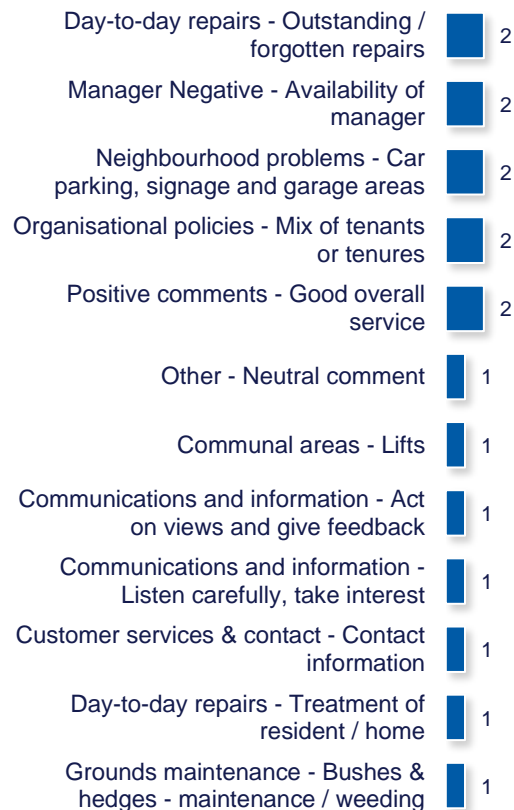 Day-to-day repairs - Outstanding /
forgotten repairs
2
Manager Negative - Availability of
manager
2
Neighbourhood problems - Car
parking, signage and garage areas
2
Organisational policies - Mix of tenants
or tenures
2
Positive comments - Good overall
service
2
Other - Neutral comment
1
Communal areas - Lifts
1
Communications and information - Act
on views and give feedback
1
Communications and information -
Listen carefully, take interest
1
Customer services & contact - Contact
information
1
Day-to-day repairs - Treatment of
resident / home
1
Grounds maintenance - Bushes &
hedges - maintenance / weeding
1